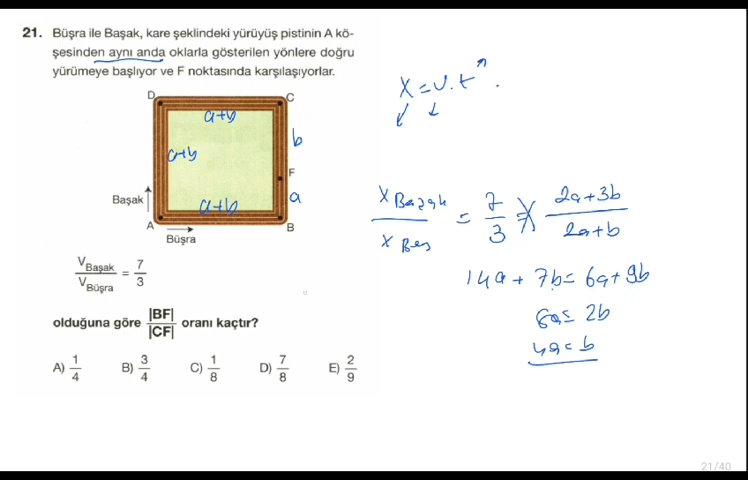 21. Büşra ile Başak, kare şeklindeki yürüyüş pistinin A kö-
şesinden aynı anda oklarla gösterilen yönlere doğru
yürümeye başlıyor ve F noktasında karşılaşıyorlar.
x = v.t
D C
a+b
a+b b
F
Başak a+b a
A B
Büşra
x Başak / x Büş = 7/3 = (2a+3b)/(2a+b)
V Başak / V Büşra = 7/3
14a + 7b = 6a + 9b
8a = 2b
4a = b
olduğuna göre |BF|/|CF| oranı kaçtır?
A) 1/4 B) 3/4 C) 1/8 D) 7/8 E) 2/9
21/40